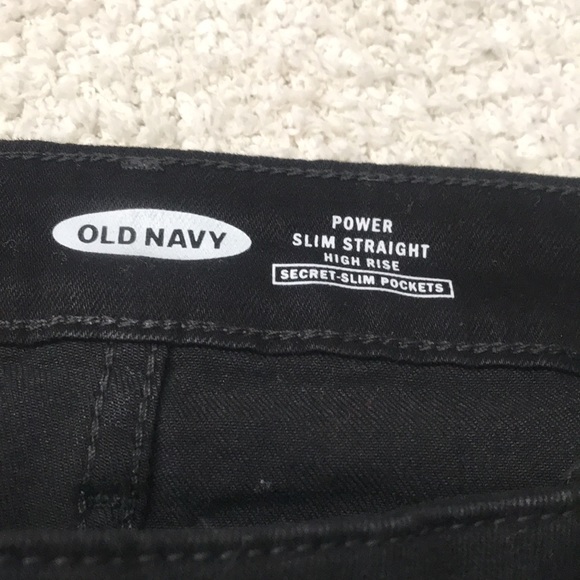 OLD NAVY
POWER
SLIM STRAIGHT
HIGH RISE
SECRET-SLIM POCKETS